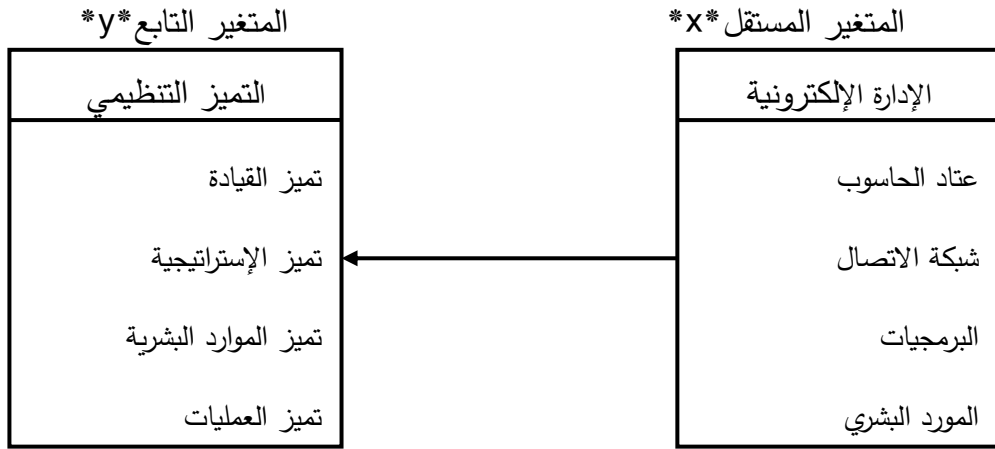 المتغير المستقل*x*
الإدارة الإلكترونية
عتاد الحاسوب
شبكة الاتصال
البرمجيات
المورد البشري
المتغير التابع*y*
التميز التنظيمي
تميز القيادة
تميز الإستراتيجية
تميز الموارد البشرية
تميز العمليات